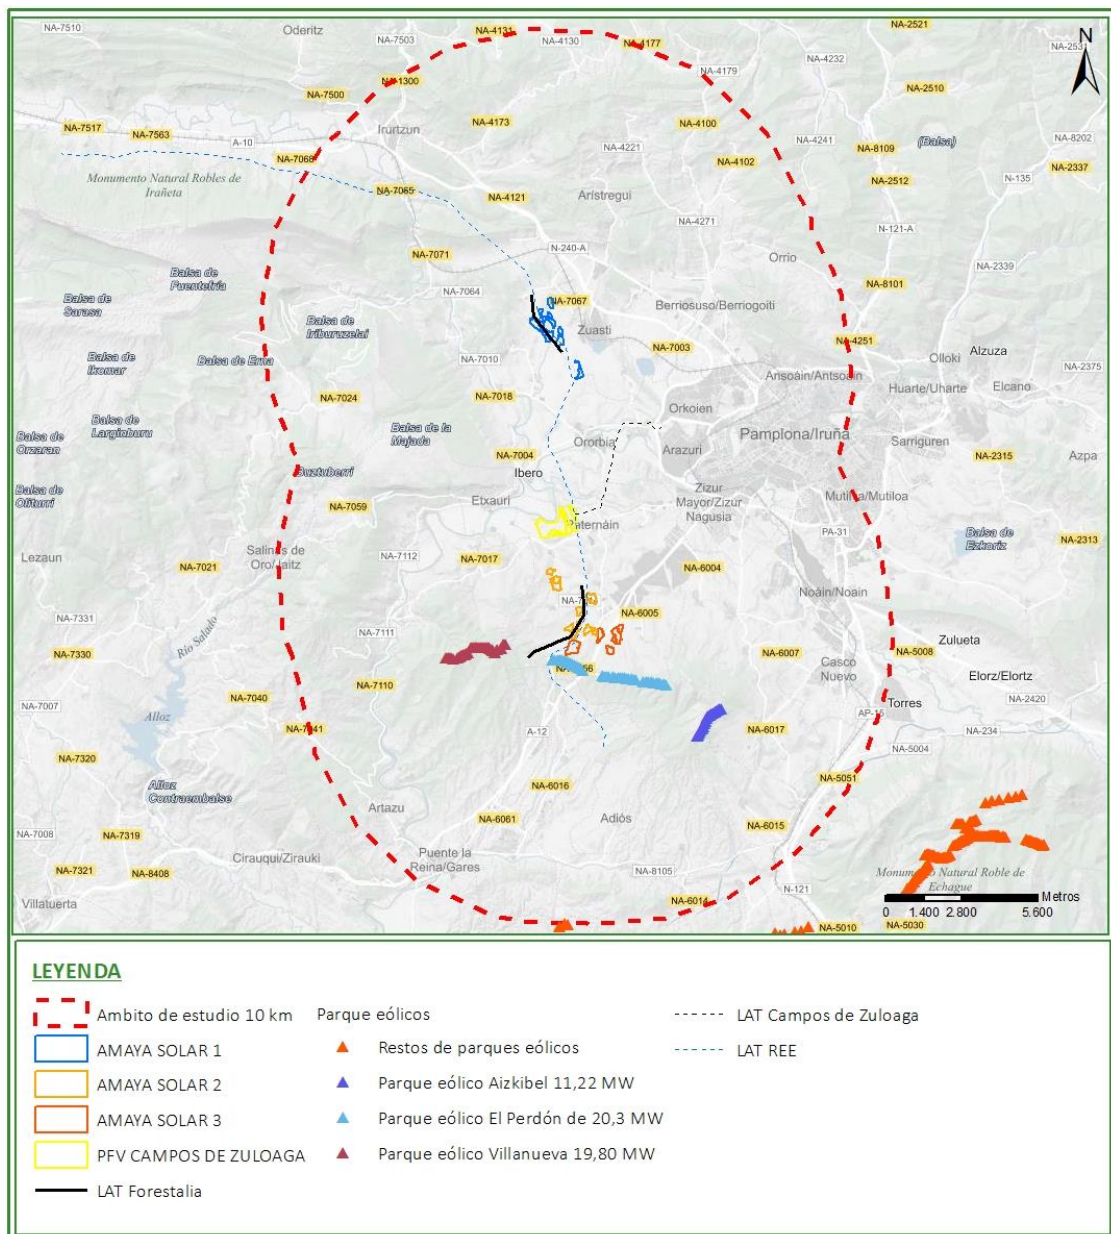 NA-7510
Oderitz
NA-7503
NA-4131
NA-4130
NA-4177
NA-2521
N
NA-2531
NA-4179
NA-4232
NA-1300
NA-7500
NA-2510
NA-7517
NA-7563
A-10
Irurtzun
NA-4173
NA-4100
NA-4221
NA-4241
NA-8109
(Balsa)
NA-8202
NA-7068
NA-4102
NA-2337
Monumento Natural Robles de
Irañeta
NA-7065
NA-4121
Arístregui
NA-2512
N-135
NA-4271
N-121-A
N-240-A
NA-7071
Orrio
NA-2339
Balsa de
Fuentefría
NA-8101
Balsa de
Sarasa
NA-7064
NA-7067
Berriosuso/Berriogoiti
Balsa de
Iriburuzelai
Zuasti
NA-7003
NA-4251
Alzuza
Balsa de
Ikomar
Balsa de Erna
NA-7010
Olloki
NA-2375
Ansoáin/Antsoain
Huarte/Uharte
Elcano
NA-7024
NA-7018
Orkoien
Balsa de
Larginburu
Balsa de la
Majada
Balsa de
Orzaran
Ororbia
Arazuri
Pamplona/Iruña
Sarriguren
NA-7004
NA-2315
Azpa
Ibero
Buztuberri
Balsa de
Oliturri
Etxauri
Zizur
Mayor/Zizur
Nagusia
Mutilva/Mutiloa
NA-7059
Paternáin
PA-31
Balsa de
Ezkoriz
NA-2313
Lezaun
Salinas de
Oro/Jaitz
NA-7112
NA-7017
NA-7021
NA-6004
Noáin/Noain
NA-7
NA-6005
NA-7331
NA-7111
Río Salado
NA-7330
NA-6007
Casco
Nuevo
NA-5008
Zulueta
Elorz/Elortz
NA-7110
NA-7007
NA-7040
NA-2420
Alloz
Torres
AP-15
NA-6017
NA-234
A-12
NA-5004
NA-7320
NA-6016
NA-5051
Alloz
Contraembalse
Artazu
NA-6061
Adiós
NA-6015
NA-7008
NA-7319
Cirauqui/Zirauki
Puente la
Reina/Gares
NA-7321
NA-8408
NA-8105
N-121
Monumento Natural Roble de
Echague
Villatuerta
NA-6014
Metros
0 1.400 2.800 5.600
NA-5010
NA-5030
LEYENDA
Ambito de estudio 10 km
AMAYA SOLAR 1
AMAYA SOLAR 2
AMAYA SOLAR 3
PFV CAMPOS DE ZULOAGA
LAT Forestalia
Parque eólicos
Restos de parques eólicos
Parque eólico Aizkibel 11,22 MW
Parque eólico El Perdón de 20,3 MW
Parque eólico Villanueva 19,80 MW
LAT Campos de Zuloaga
LAT REE